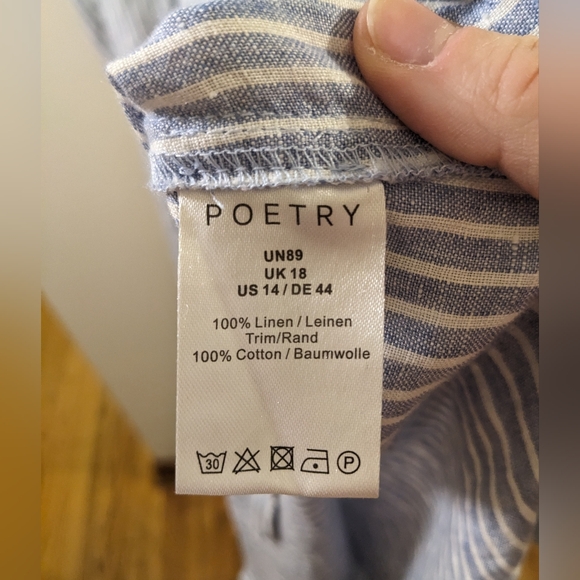 POETRY
UN89
UK 18
US 14 / DE 44
100% Linen / Leinen
Trim/Rand
100% Cotton / Baumwolle
30 P